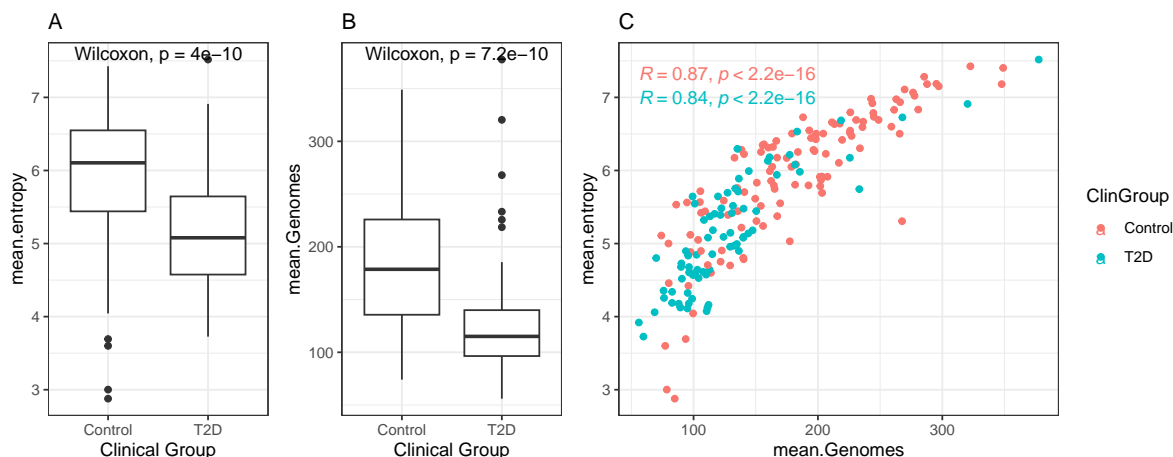 A
Wilcoxon, p = 4e−10
mean.entropy
7
6
5
4
3
Control
T2D
Clinical Group
B
Wilcoxon, p = 7.2e−10
mean.Genomes
300
200
100
Control
T2D
Clinical Group
C
R = 0.87, p < 2.2e−16
R = 0.84, p < 2.2e−16
mean.entropy
7
6
5
4
3
100
200
300
mean.Genomes
ClinGroup
a Control
a T2D